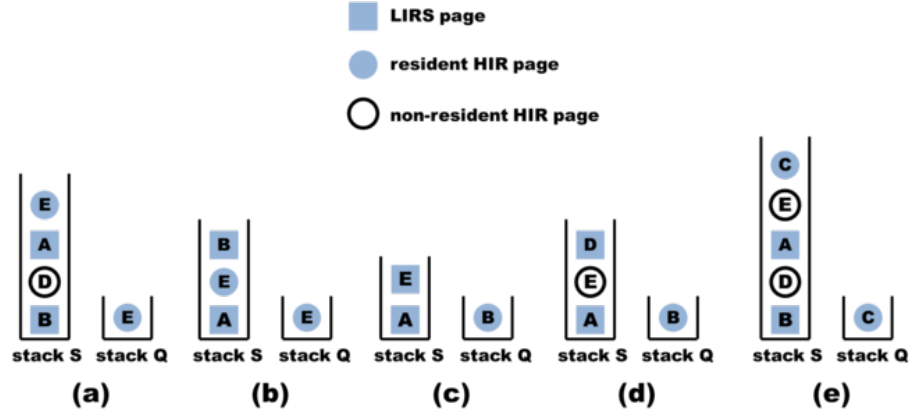 LIRS page
resident HIR page
non-resident HIR page
E
A
D
B
E
stack S stack Q
(a)
B
E
A
E
stack S stack Q
(b)
E
A
B
stack S stack Q
(c)
D
E
A
B
stack S stack Q
(d)
C
E
A
D
B
C
stack S stack Q
(e)